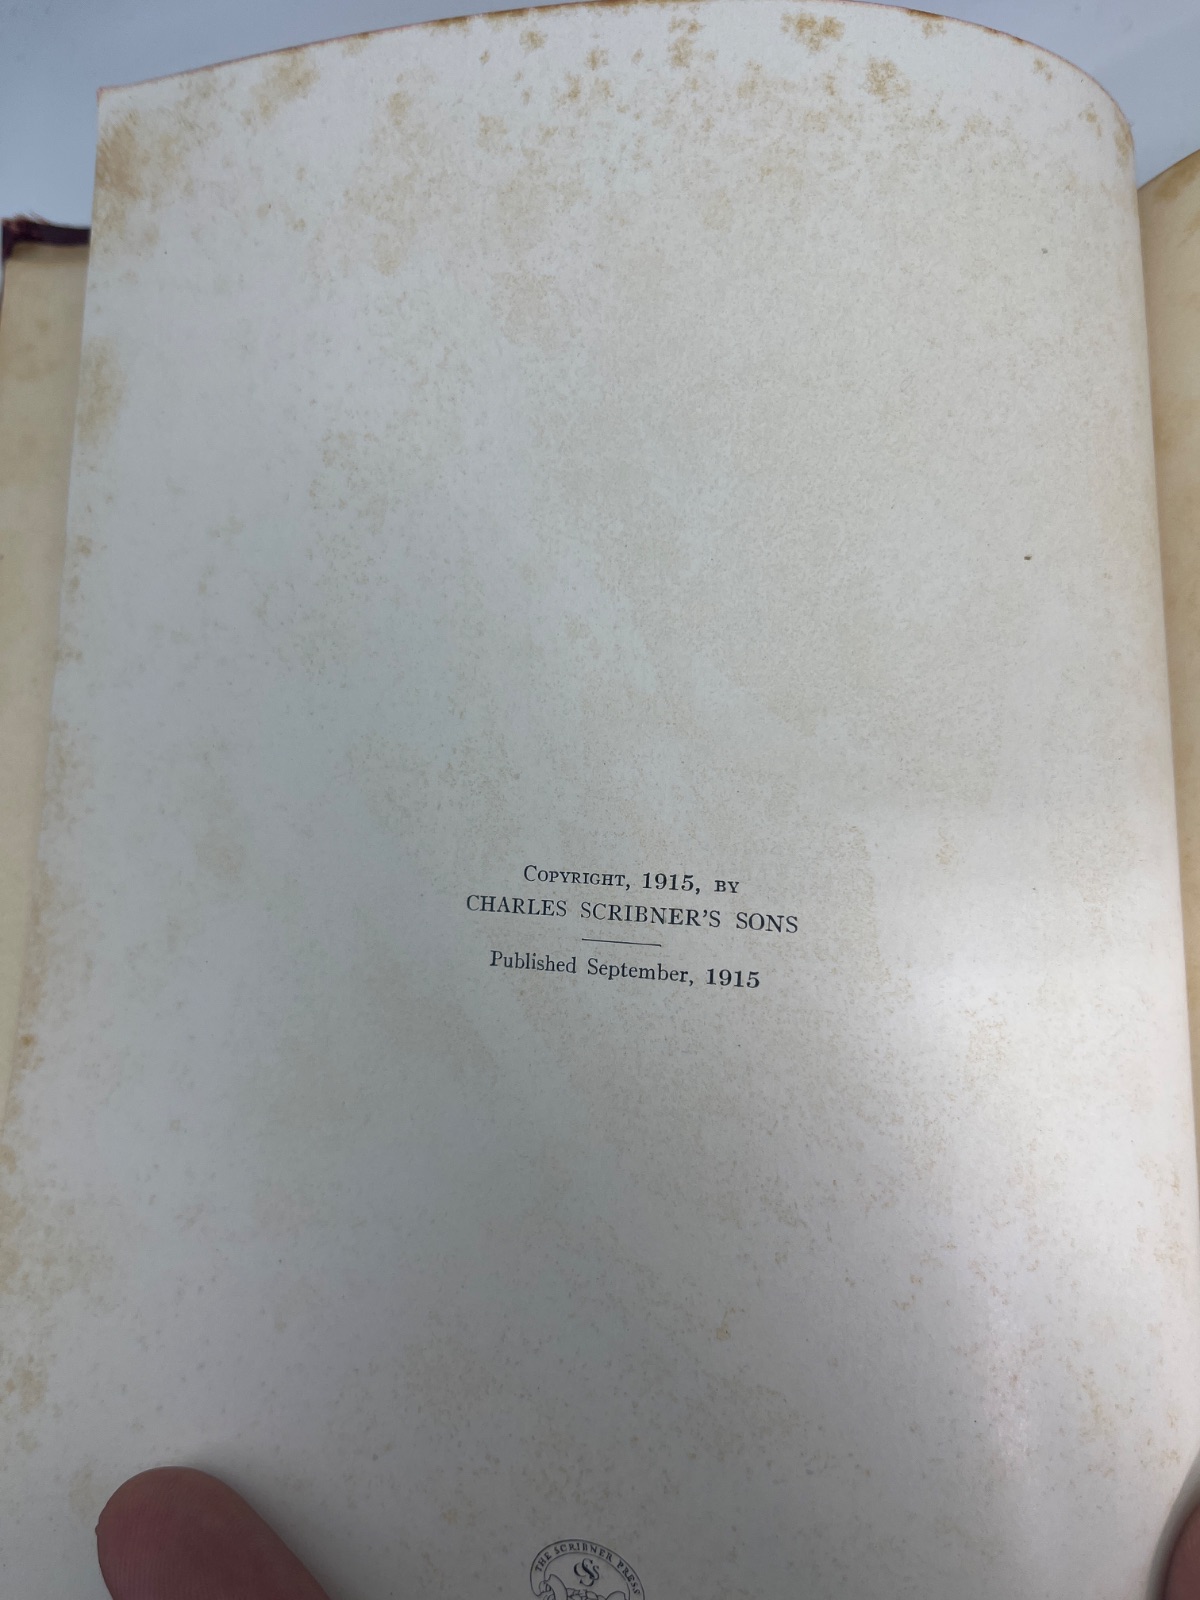 Copyright, 1915, by
CHARLES SCRIBNER'S SONS
Published September, 1915
THE SCRIBNER PRESS